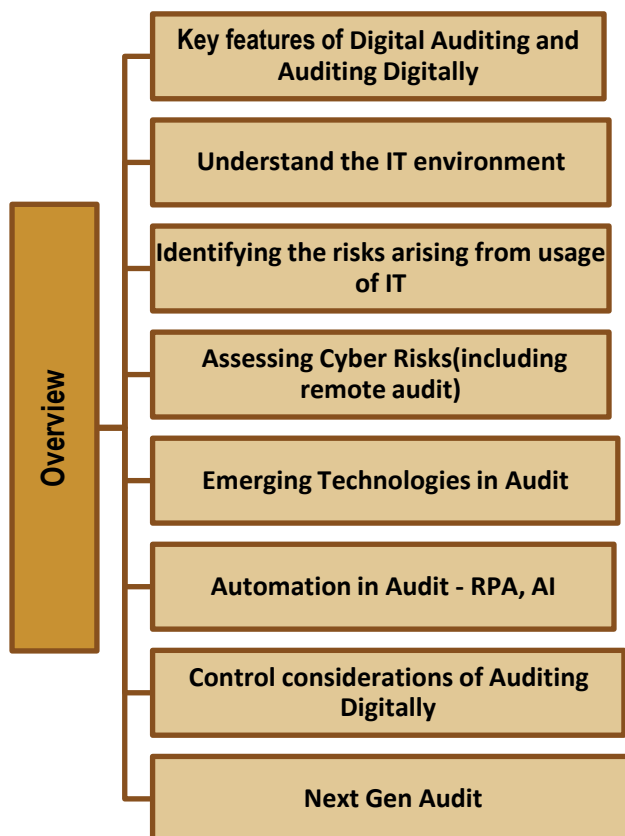 Overview
Key features of Digital Auditing and
Auditing Digitally
Understand the IT environment
Identifying the risks arising from usage
of IT
Assessing Cyber Risks(including
remote audit)
Emerging Technologies in Audit
Automation in Audit - RPA, AI
Control considerations of Auditing
Digitally
Next Gen Audit